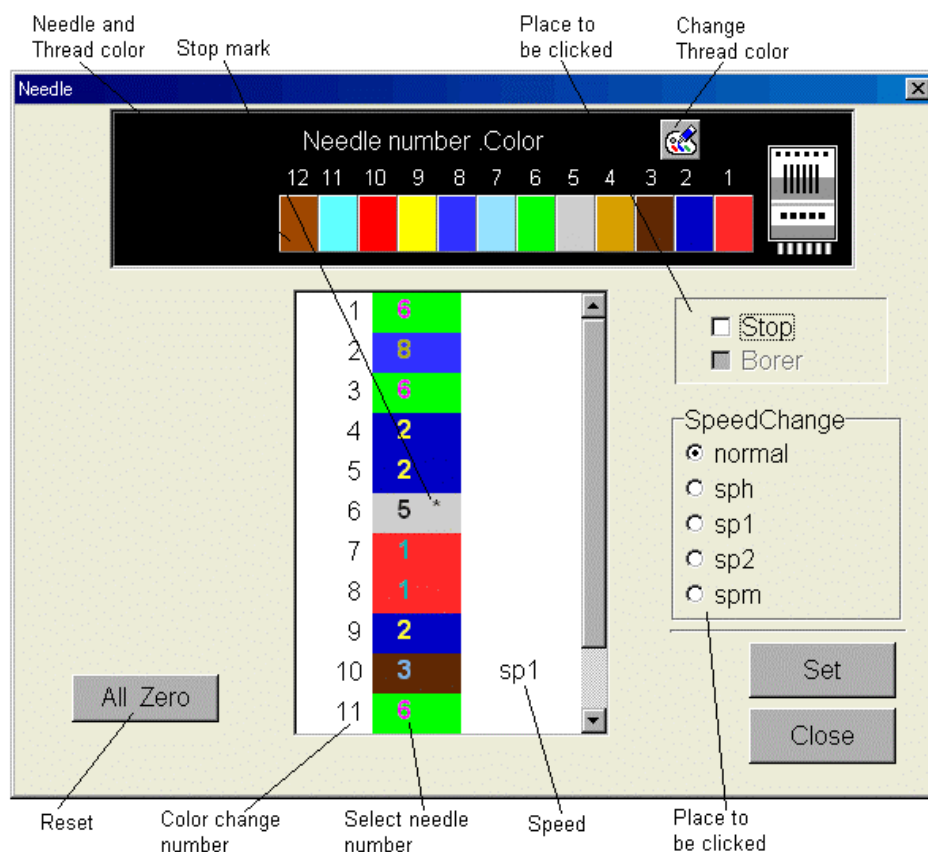 Needle and
Thread color
Stop mark
Place to
be clicked
Change
Thread color
Needle
Needle number .Color
12 11 10 9 8 7 6 5 4 3 2 1
1 6
2 8
3 6
4 2
5 2
6 5 *
7 1
8 1
9 2
10 3 sp1
11 6
Stop
Borer
SpeedChange
normal
sph
sp1
sp2
spm
All Zero
Set
Close
Reset
Color change
number
Select needle
number
Speed
Place to
be clicked